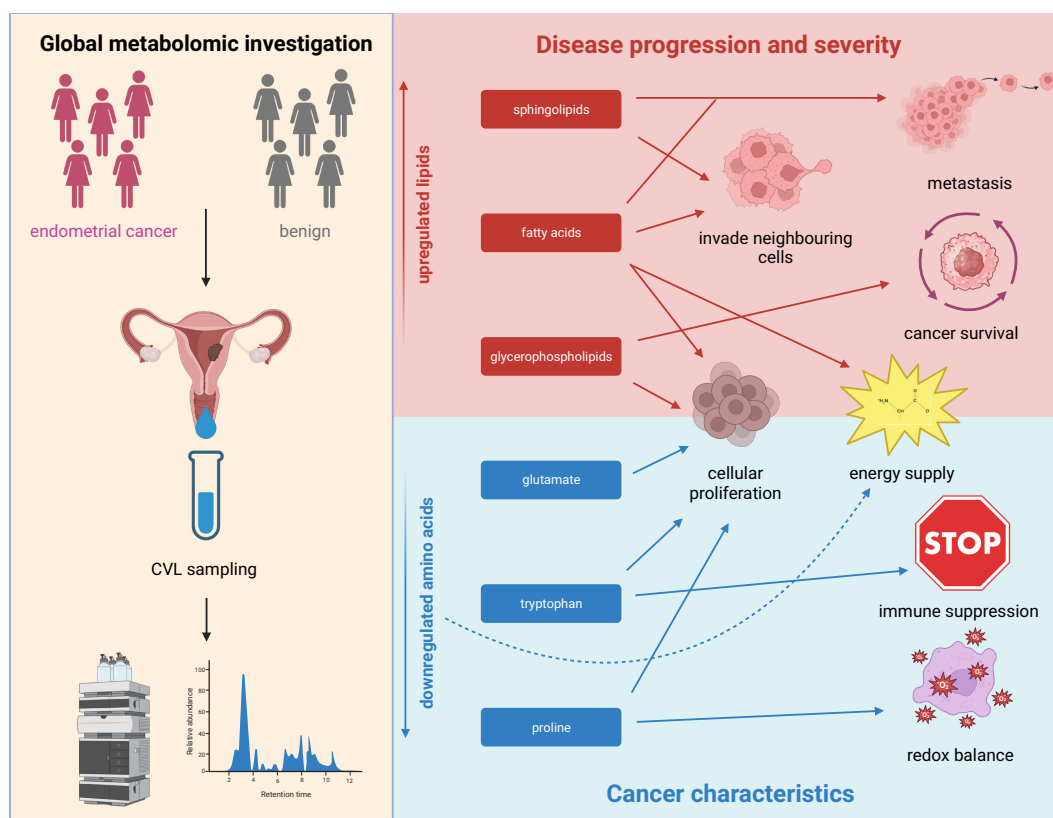 Global metabolomic investigation
endometrial cancer
benign
CVL sampling
Relative abundance
100
80
60
40
20
0
2
4
6
8
10
12
Retention time
Disease progression and severity
upregulated lipids
sphingolipids
fatty acids
glycerophospholipids
metastasis
invade neighbouring
cells
cancer survival
downregulated amino acids
glutamate
tryptophan
proline
cellular
proliferation
energy supply
STOP
immune suppression
redox balance
Cancer characteristics